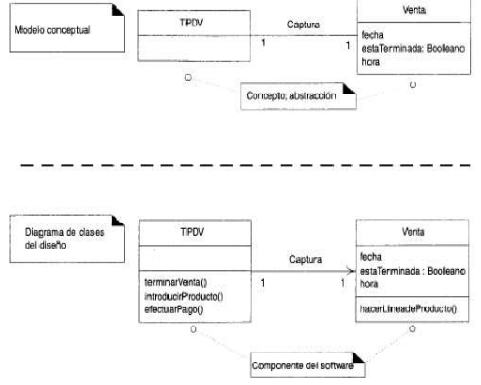 Modelo conceptual
TPDV
Captura
1
1
Venta
fecha
estaTerminada: Booleano
hora
Concepto; abstracción
Diagrama de clases
del diseño
TPDV
terminarVenta()
introducirProducto()
efectuarPago()
Captura
1
1
Venta
fecha
estaTerminada : Booleano
hora
hacerLíneadeProducto()
Componente del software